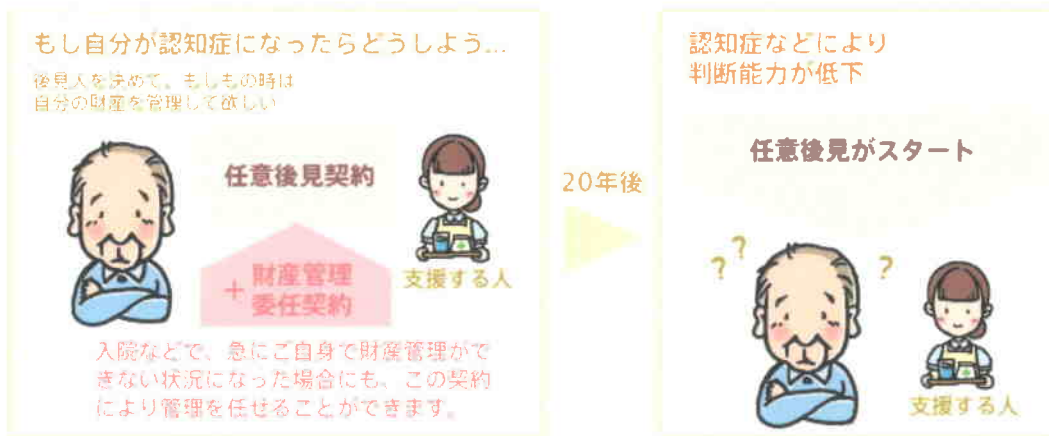 もし自分が認知症になったらどうしよう...
後見人を決めて、もしもの時は
自分の財産を管理して欲しい
任意後見契約
+ 財産管理
委任契約
支援する人
入院などで、急にご自身で財産管理がで
きない状況になった場合にも、この契約
により管理を任せることができます。
20年後
認知症などにより
判断能力が低下
任意後見がスタート
? ? ?
支援する人